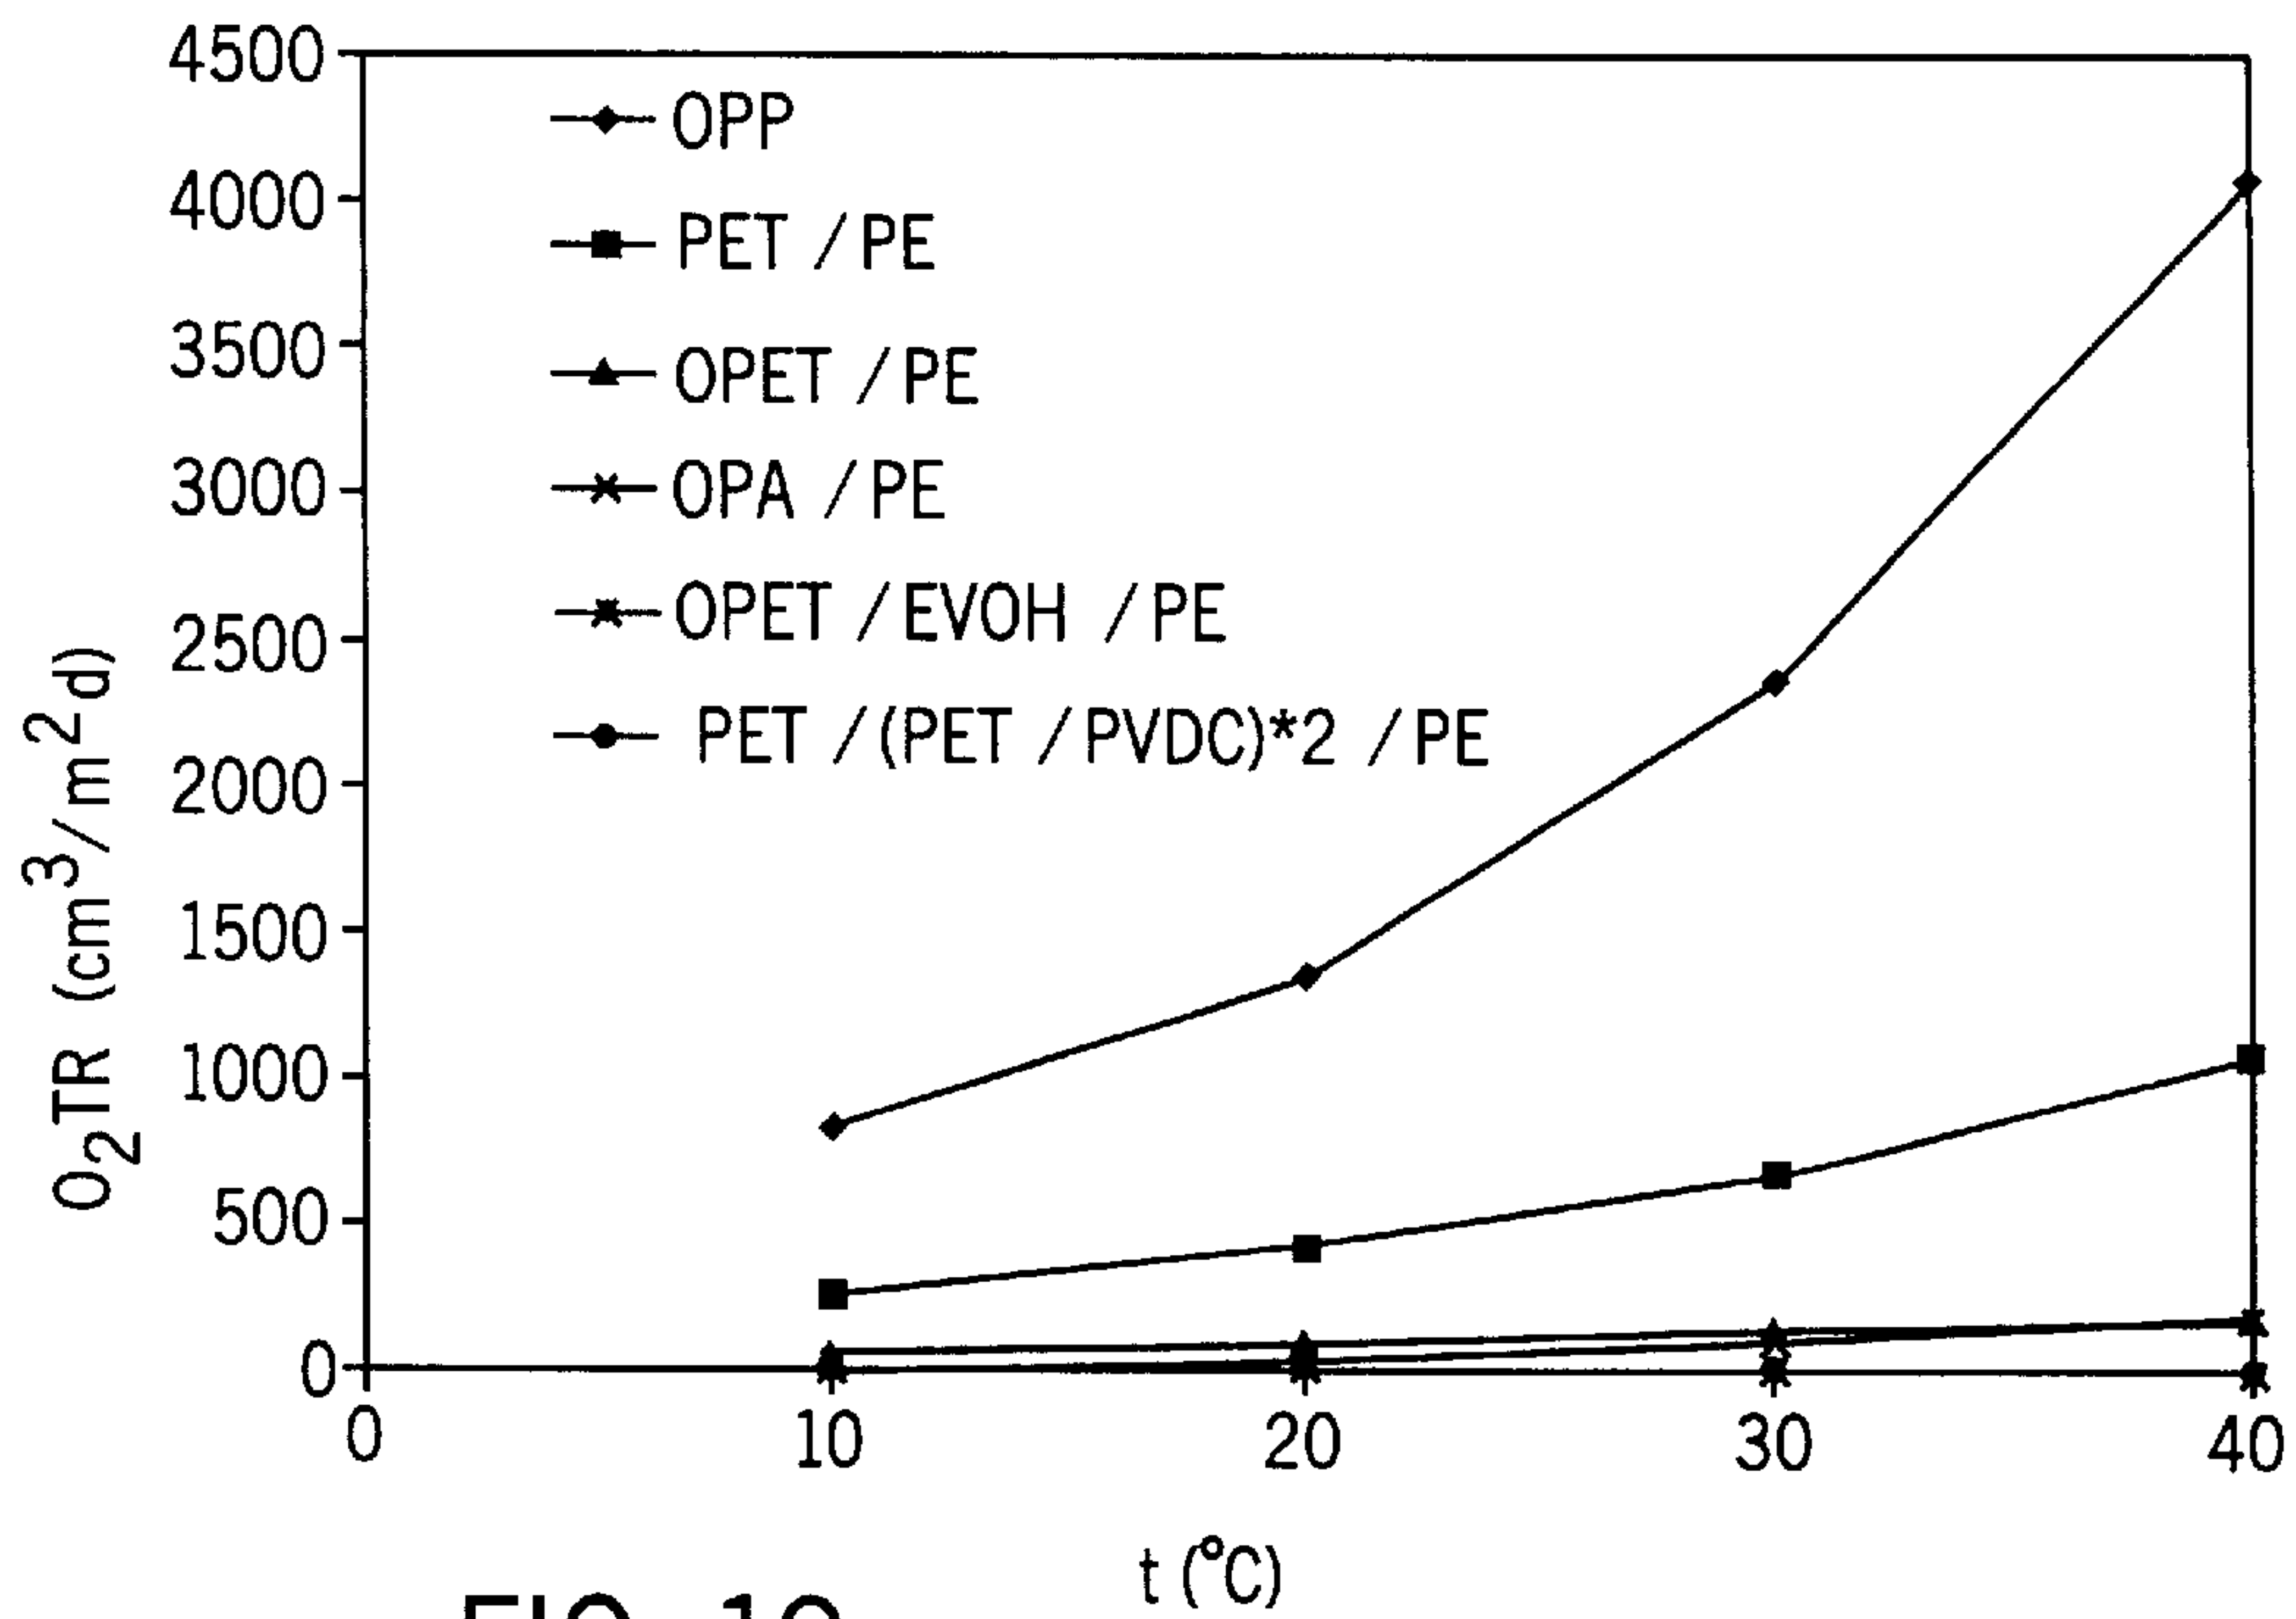 4500
4000
3500
3000
2500
2000
1500
1000
500
0
O2TR (cm3/m2d)
OPP
PET /PE
OPET /PE
OPA /PE
OPET /EVOH /PE
PET /(PET /PVDC)*2 /PE
0 10 20 30 40
t (°C)